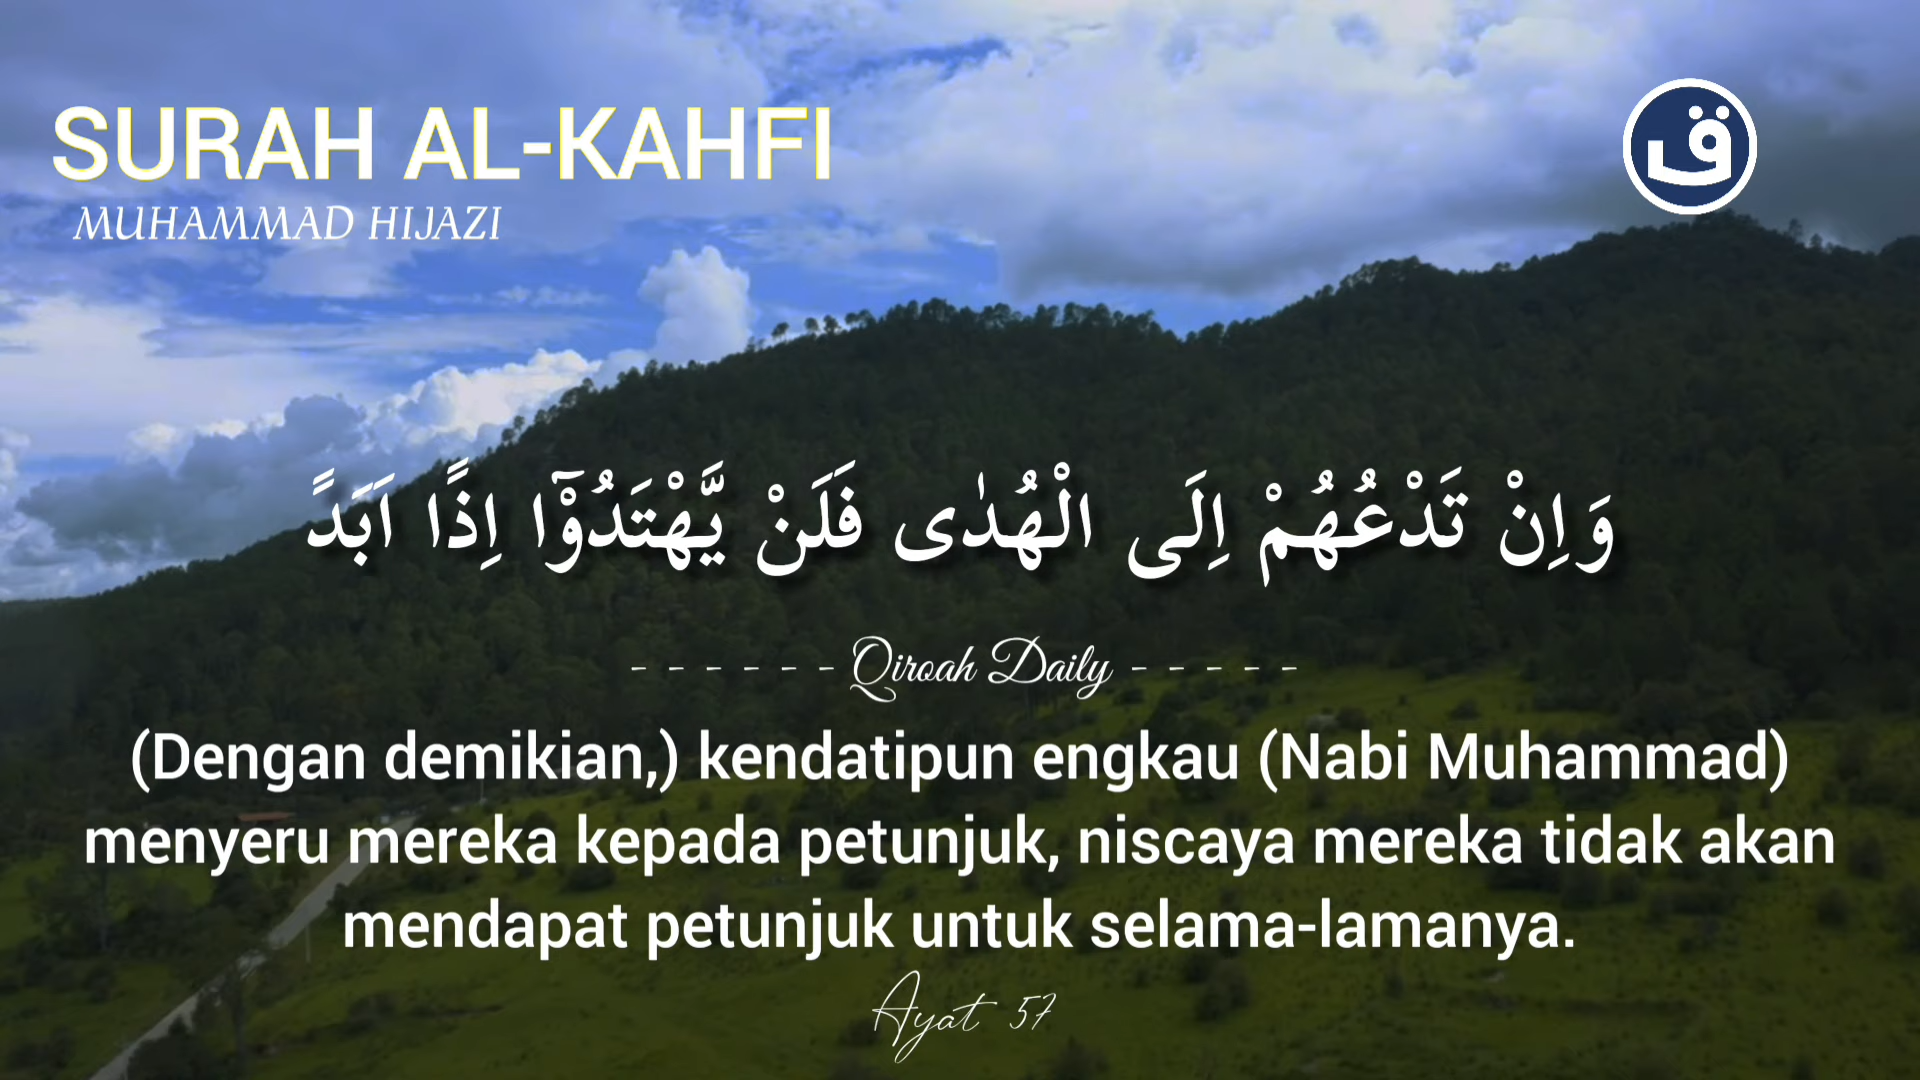 SURAH AL-KAHFI
MUHAMMAD HIJAZI
ق
وَاِنْ تَدْعُهُمْ اِلَى الْهُدٰى فَلَنْ يَّهْتَدُوْٓا اِذًا اَبَدً
- - - - - - Qiroah Daily - - - - -
(Dengan demikian,) kendatipun engkau (Nabi Muhammad)
menyeru mereka kepada petunjuk, niscaya mereka tidak akan
mendapat petunjuk untuk selama-lamanya.
Ayat 57